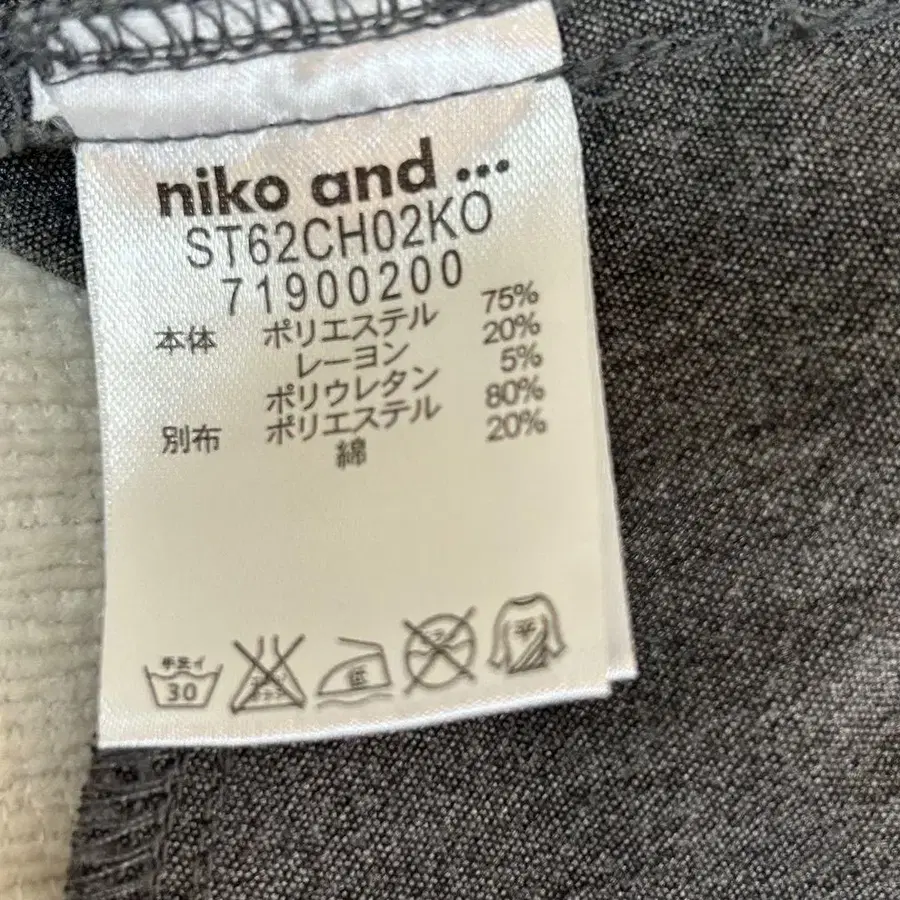 niko and ...
ST62CH02KO
71900200
本体 ポリエステル 75%
レーヨン 20%
ポリウレタン 5%
別布 ポリエステル 80%
綿 20%
手洗イ
30
低
平